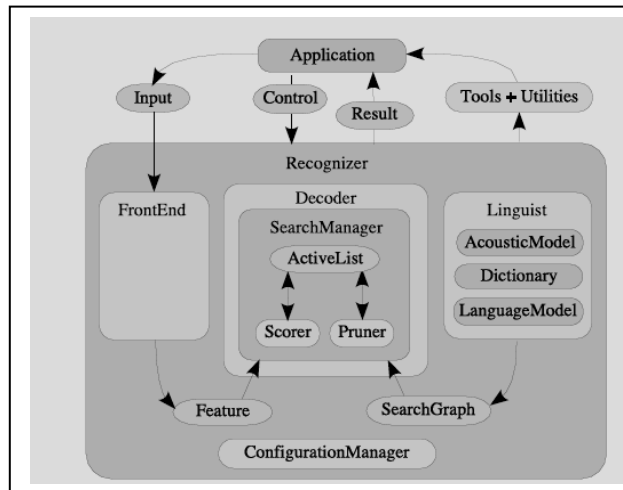 Application
Input
Control
Result
Tools + Utilities
Recognizer
FrontEnd
Decoder
SearchManager
ActiveList
Scorer
Pruner
Linguist
AcousticModel
Dictionary
LanguageModel
Feature
SearchGraph
ConfigurationManager